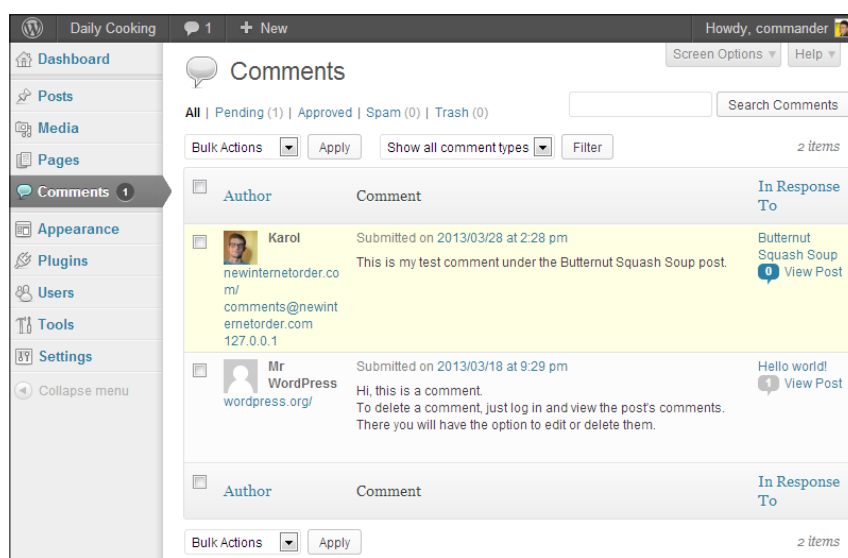 Daily Cooking 1 + New Howdy, commander
Dashboard
Posts
Media
Pages
Comments 1
Appearance
Plugins
Users
Tools
Settings
Collapse menu
Screen Options Help
Comments
All | Pending (1) | Approved | Spam (0) | Trash (0)
Search Comments
Bulk Actions Apply Show all comment types Filter 2 items
Author Comment In Response
To
Karol
newinternetorder.co
m/
comments@newint
ernetorder.com
127.0.0.1
Submitted on 2013/03/28 at 2:28 pm
This is my test comment under the Butternut Squash Soup post.
Butternut
Squash Soup
0 View Post
Mr
WordPress
wordpress.org/
Submitted on 2013/03/18 at 9:29 pm
Hi, this is a comment.
To delete a comment, just log in and view the post's comments.
There you will have the option to edit or delete them.
Hello world!
1 View Post
Author Comment In Response
To
Bulk Actions Apply 2 items